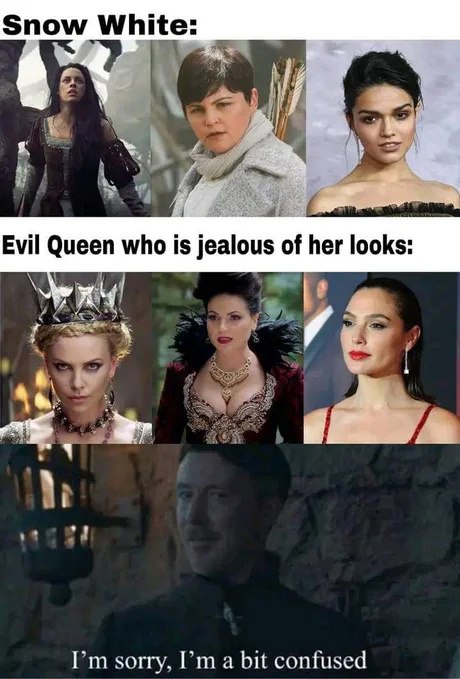 Snow White:
Evil Queen who is jealous of her looks:
I'm sorry, I'm a bit confused